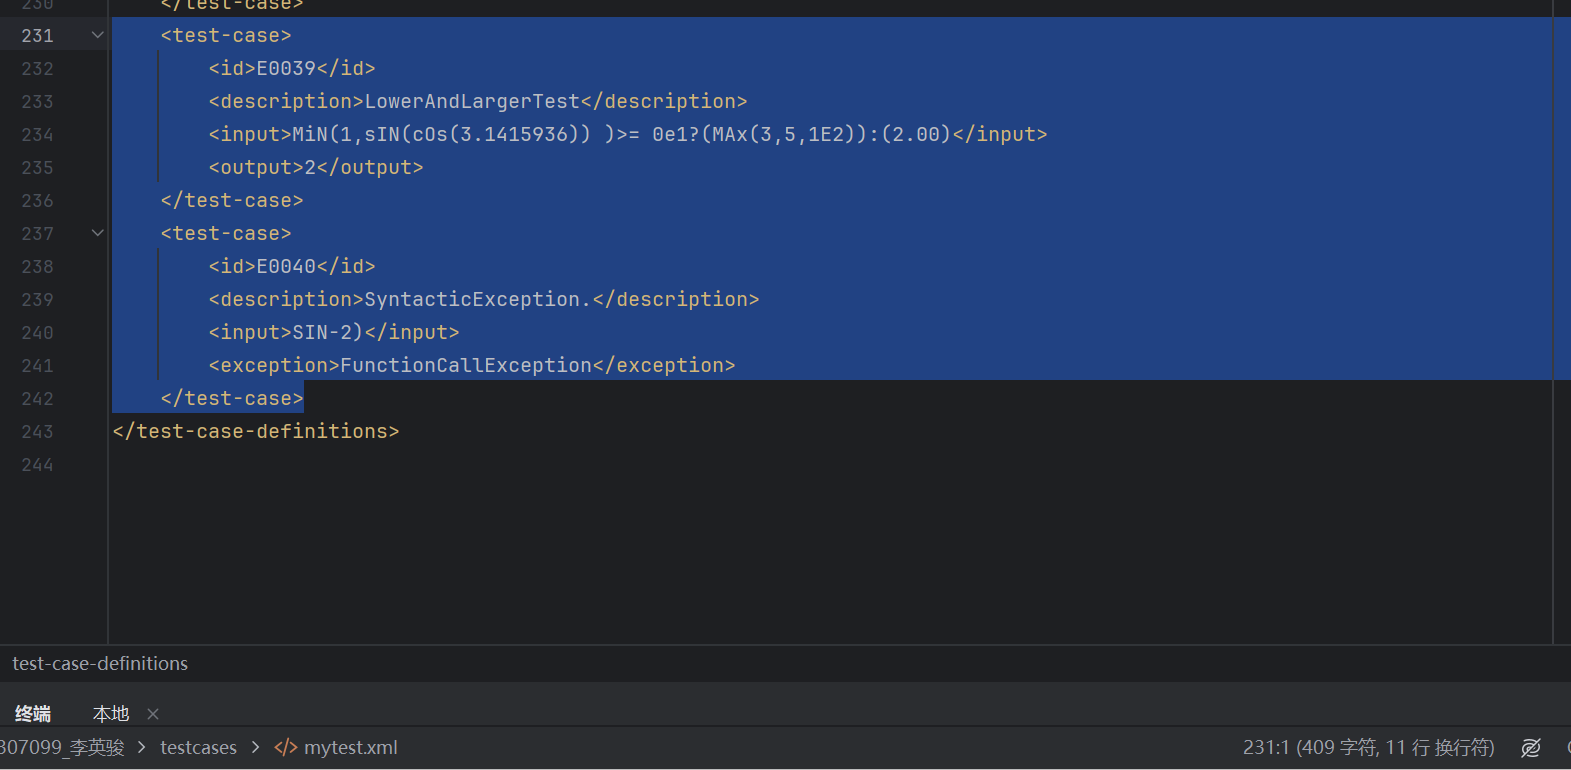 230 </test-case>
231 <test-case>
232 <id>E0039</id>
233 <description>LowerAndLargerTest</description>
234 <input>MiN(1,sIN(cOs(3.1415936)) )>= 0e1?(MAx(3,5,1E2)):(2.00)</input>
235 <output>2</output>
236 </test-case>
237 <test-case>
238 <id>E0040</id>
239 <description>SyntacticException.</description>
240 <input>SIN-2)</input>
241 <exception>FunctionCallException</exception>
242 </test-case>
243 </test-case-definitions>
244
test-case-definitions
终端 本地 ×
307099_李英骏 > testcases > </> mytest.xml 231:1 (409 字符, 11 行 换行符)